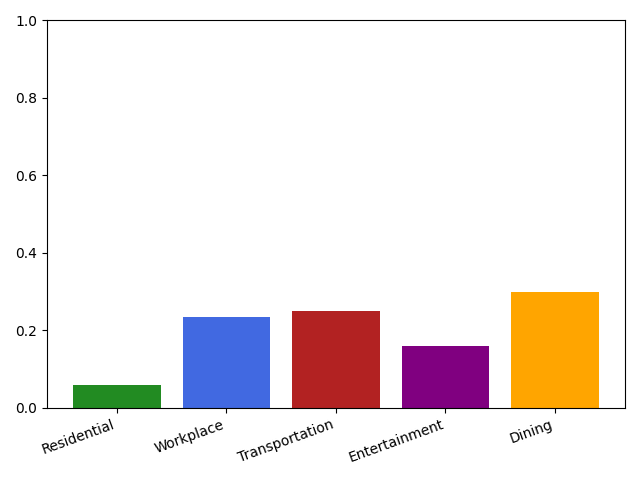 1.0
0.8
0.6
0.4
0.2
0.0
Residential
Workplace
Transportation
Entertainment
Dining